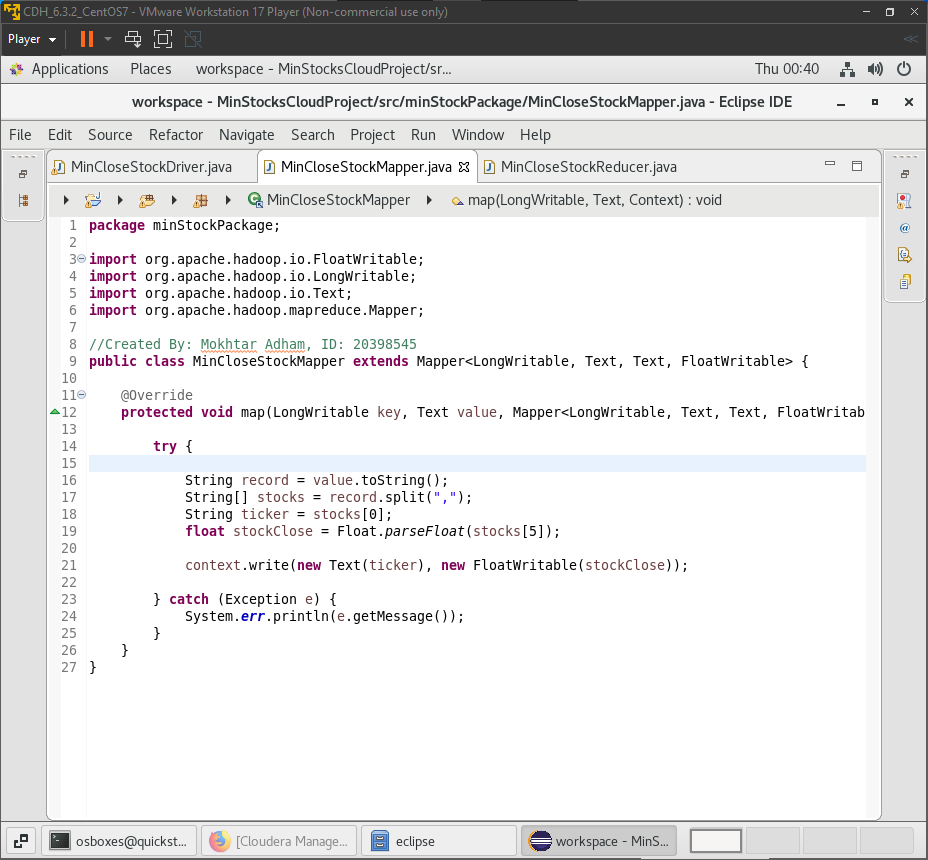 CDH_6.3.2_CentOS7 - VMware Workstation 17 Player (Non-commercial use only)
Player
Applications Places workspace - MinStocksCloudProject/sr... Thu 00:40
workspace - MinStocksCloudProject/src/minStockPackage/MinCloseStockMapper.java - Eclipse IDE
File Edit Source Refactor Navigate Search Project Run Window Help
MinCloseStockDriver.java MinCloseStockMapper.java MinCloseStockReducer.java
MinCloseStockMapper map(LongWritable, Text, Context) : void
1 package minStockPackage;
2
3 import org.apache.hadoop.io.FloatWritable;
4 import org.apache.hadoop.io.LongWritable;
5 import org.apache.hadoop.io.Text;
6 import org.apache.hadoop.mapreduce.Mapper;
7
8 //Created By: Mokhtar Adham, ID: 20398545
9 public class MinCloseStockMapper extends Mapper<LongWritable, Text, Text, FloatWritable> {
10
11 @Override
12 protected void map(LongWritable key, Text value, Mapper<LongWritable, Text, Text, FloatWritab
13
14 try {
15
16 String record = value.toString();
17 String[] stocks = record.split(",");
18 String ticker = stocks[0];
19 float stockClose = Float.parseFloat(stocks[5]);
20
21 context.write(new Text(ticker), new FloatWritable(stockClose));
22
23 } catch (Exception e) {
24 System.err.println(e.getMessage());
25 }
26 }
27 }
osboxes@quickst... [Cloudera Manage... eclipse workspace - MinS...